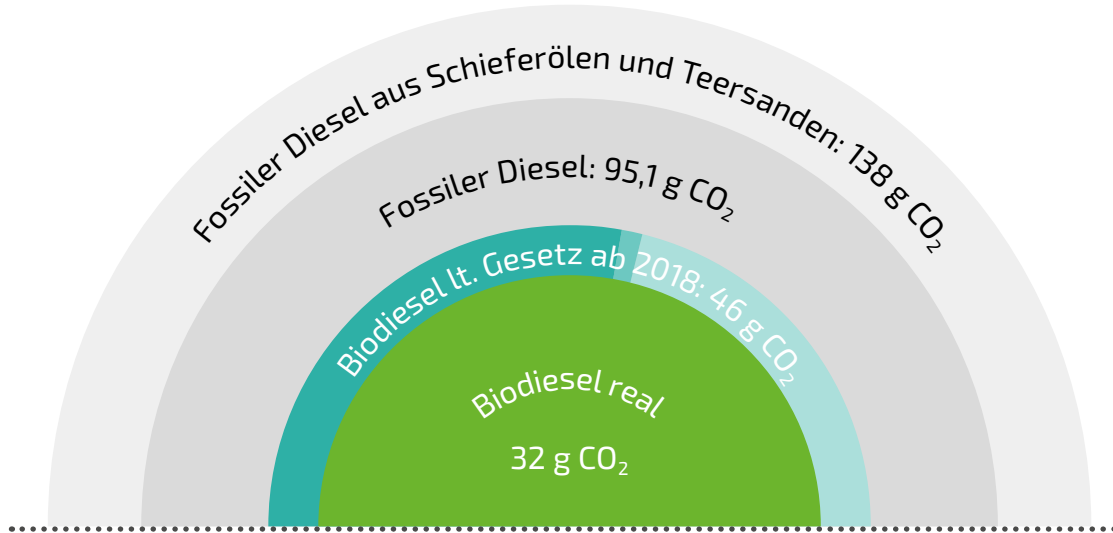 Fossiler Diesel aus Schieferölen und Teersanden: 138 g CO₂
Fossiler Diesel: 95,1 g CO₂
Biodiesel lt. Gesetz ab 2018: 46 g CO₂
Biodiesel real
32 g CO₂